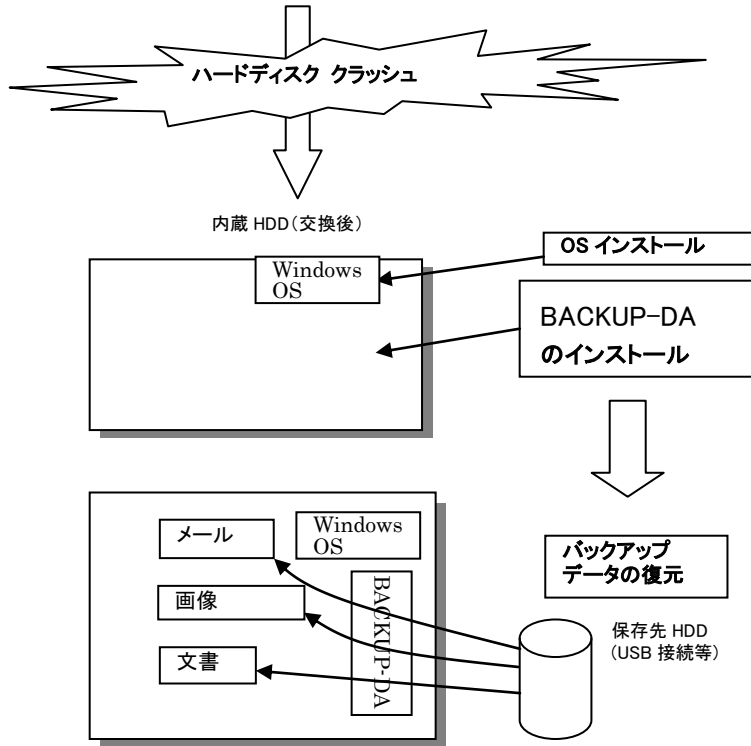 ハードディスク クラッシュ
内蔵 HDD（交換後）
OS インストール
Windows
OS
BACKUP-DA
のインストール
メール
Windows
OS
バックアップ
データの復元
画像
BACKUP-DA
保存先 HDD
（USB 接続等）
文書